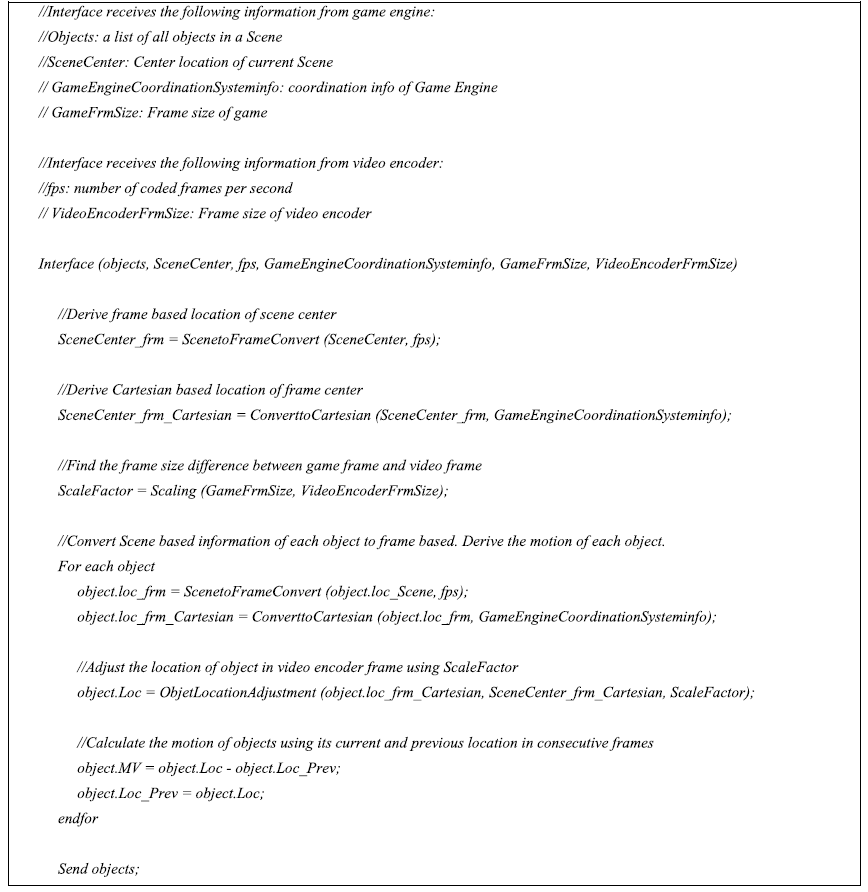 //Interface receives the following information from game engine:
//Objects: a list of all objects in a Scene
//SceneCenter: Center location of current Scene
// GameEngineCoordinationSysteminfo: coordination info of Game Engine
// GameFrmSize: Frame size of game
//Interface receives the following information from video encoder:
//fps: number of coded frames per second
// VideoEncoderFrmSize: Frame size of video encoder
Interface (objects, SceneCenter, fps, GameEngineCoordinationSysteminfo, GameFrmSize, VideoEncoderFrmSize)
//Derive frame based location of scene center
SceneCenter_frm = ScenetoFrameConvert (SceneCenter, fps);
//Derive Cartesian based location of frame center
SceneCenter_frm_Cartesian = ConverttoCartesian (SceneCenter_frm, GameEngineCoordinationSysteminfo);
//Find the frame size difference between game frame and video frame
ScaleFactor = Scaling (GameFrmSize, VideoEncoderFrmSize);
//Convert Scene based information of each object to frame based. Derive the motion of each object.
For each object
object.loc_frm = ScenetoFrameConvert (object.loc_Scene, fps);
object.loc_frm_Cartesian = ConverttoCartesian (object.loc_frm, GameEngineCoordinationSysteminfo);
//Adjust the location of object in video encoder frame using ScaleFactor
object.Loc = ObjetLocationAdjustment (object.loc_frm_Cartesian, SceneCenter_frm_Cartesian, ScaleFactor);
//Calculate the motion of objects using its current and previous location in consecutive frames
object.MV = object.Loc - object.Loc_Prev;
object.Loc_Prev = object.Loc;
endfor
Send objects;